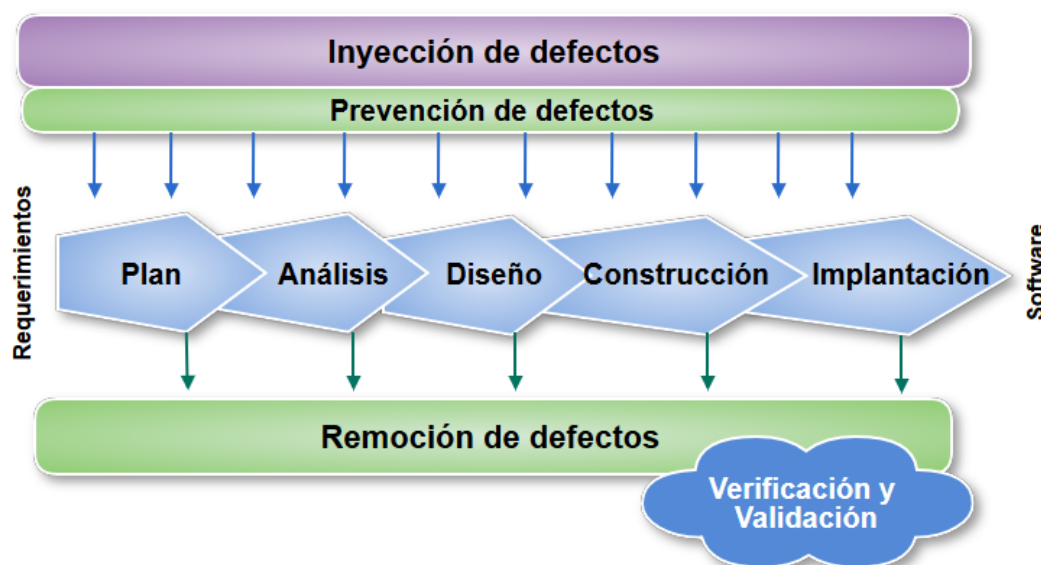 Inyección de defectos
Prevención de defectos
Requerimientos
Plan
Análisis
Diseño
Construcción
Implantación
Software
Remoción de defectos
Verificación y
Validación